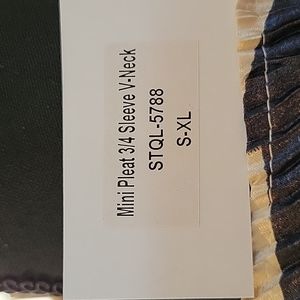 Mini Pleat 3/4 Sleeve V-Neck
STQL-5788
S-XL